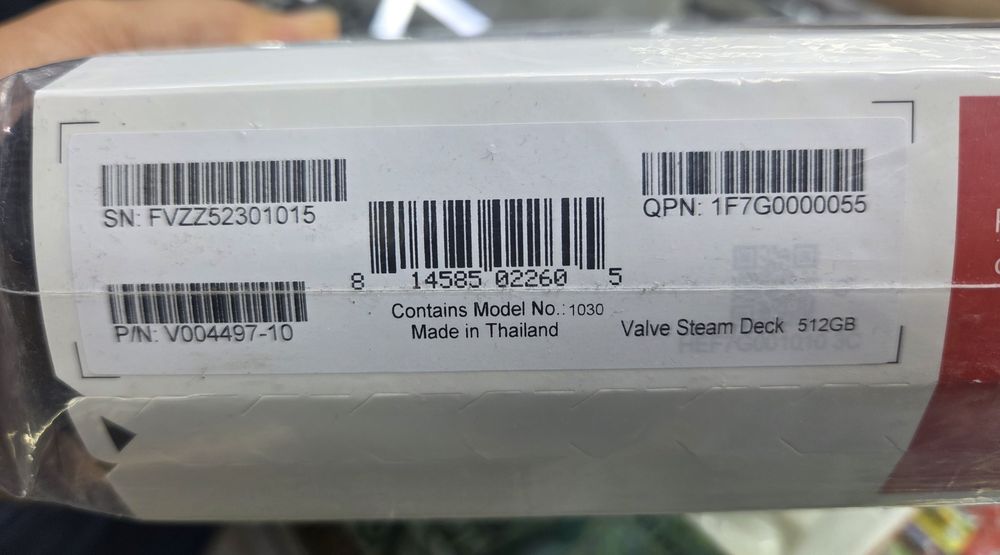 SN: FVZZ52301015
QPN: 1F7G0000055
8 14585 02260 5
P/N: V004497-10
Contains Model No.: 1030
Made in Thailand
Valve Steam Deck 512GB